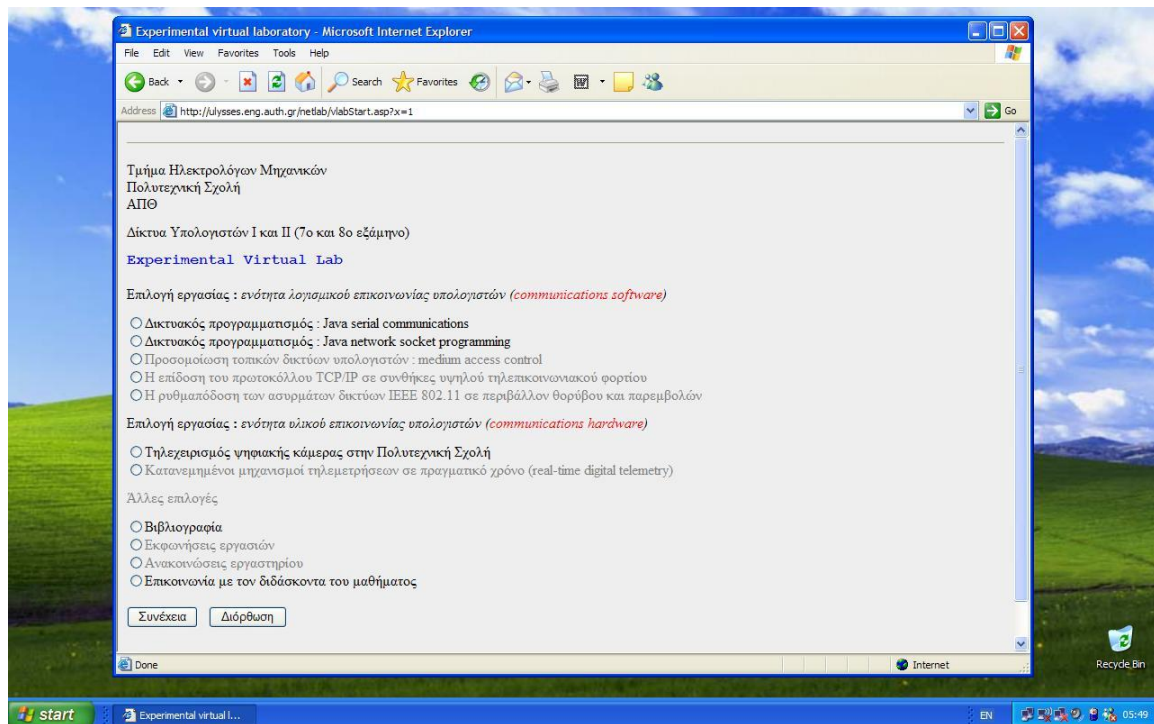 Experimental virtual laboratory - Microsoft Internet Explorer
File Edit View Favorites Tools Help
Back Search Favorites
Address http://ulysses.eng.auth.gr/netlab/vlabStart.asp?x=1 Go
Τμήμα Ηλεκτρολόγων Μηχανικών
Πολυτεχνική Σχολή
ΑΠΘ
Δίκτυα Υπολογιστών Ι και ΙΙ (7ο και 8ο εξάμηνο)
Experimental Virtual Lab
Επιλογή εργασίας : ενότητα λογισμικού επικοινωνίας υπολογιστών (communications software)
Δικτυακός προγραμματισμός : Java serial communications
Δικτυακός προγραμματισμός : Java network socket programming
Προσομοίωση τοπικών δικτύων υπολογιστών : medium access control
Η επίδοση του πρωτοκόλλου TCP/IP σε συνθήκες υψηλού τηλεπικοινωνιακού φορτίου
Η ρυθμαπόδοση των ασυρμάτων δικτύων IEEE 802.11 σε περιβάλλον θορύβου και παρεμβολών
Επιλογή εργασίας : ενότητα υλικού επικοινωνίας υπολογιστών (communications hardware)
Τηλεχειρισμός ψηφιακής κάμερας στην Πολυτεχνική Σχολή
Κατανεμημένοι μηχανισμοί τηλεμετρήσεων σε πραγματικό χρόνο (real-time digital telemetry)
Άλλες επιλογές
Βιβλιογραφία
Εκφωνήσεις εργασιών
Ανακοινώσεις εργαστηρίου
Επικοινωνία με τον διδάσκοντα του μαθήματος
Συνέχεια Διόρθωση
Done Internet
Recycle Bin
start Experimental virtual l... EN 05:49